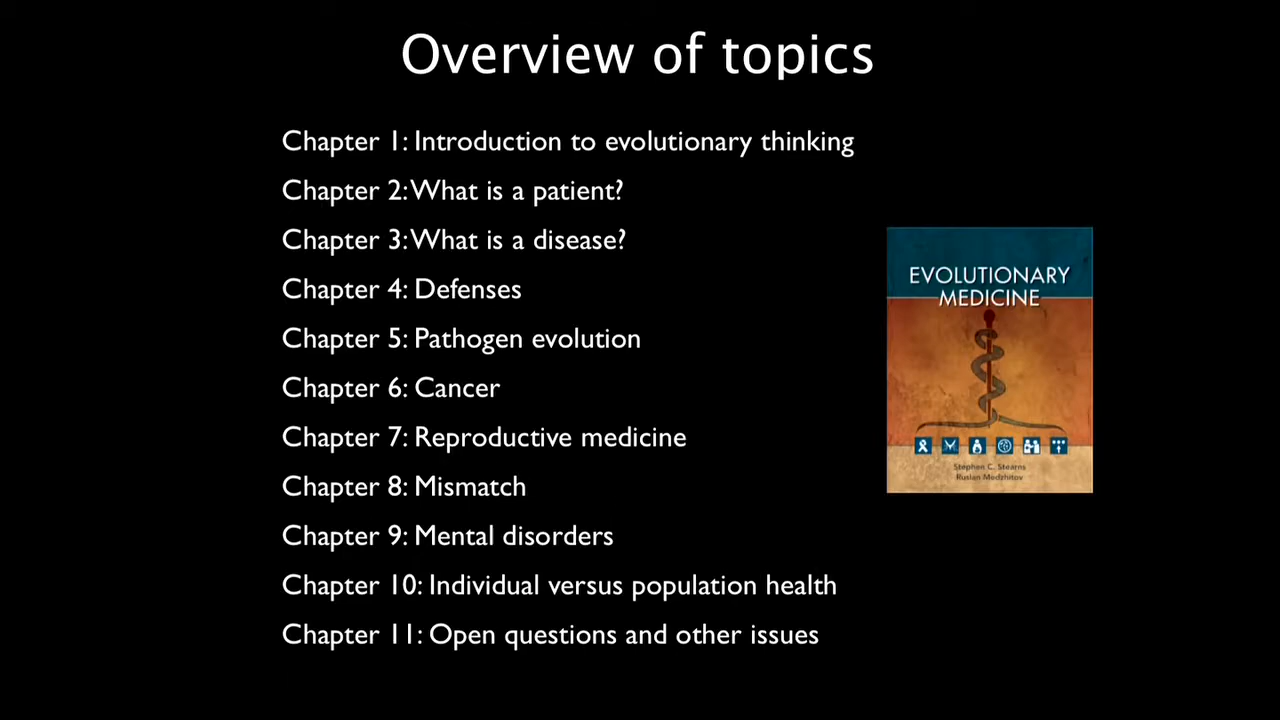 Overview of topics
Chapter 1: Introduction to evolutionary thinking
Chapter 2: What is a patient?
Chapter 3: What is a disease?
Chapter 4: Defenses
Chapter 5: Pathogen evolution
Chapter 6: Cancer
Chapter 7: Reproductive medicine
Chapter 8: Mismatch
Chapter 9: Mental disorders
Chapter 10: Individual versus population health
Chapter 11: Open questions and other issues
EVOLUTIONARY
MEDICINE
Stephen C. Stearns
Ruslan Medzhitov